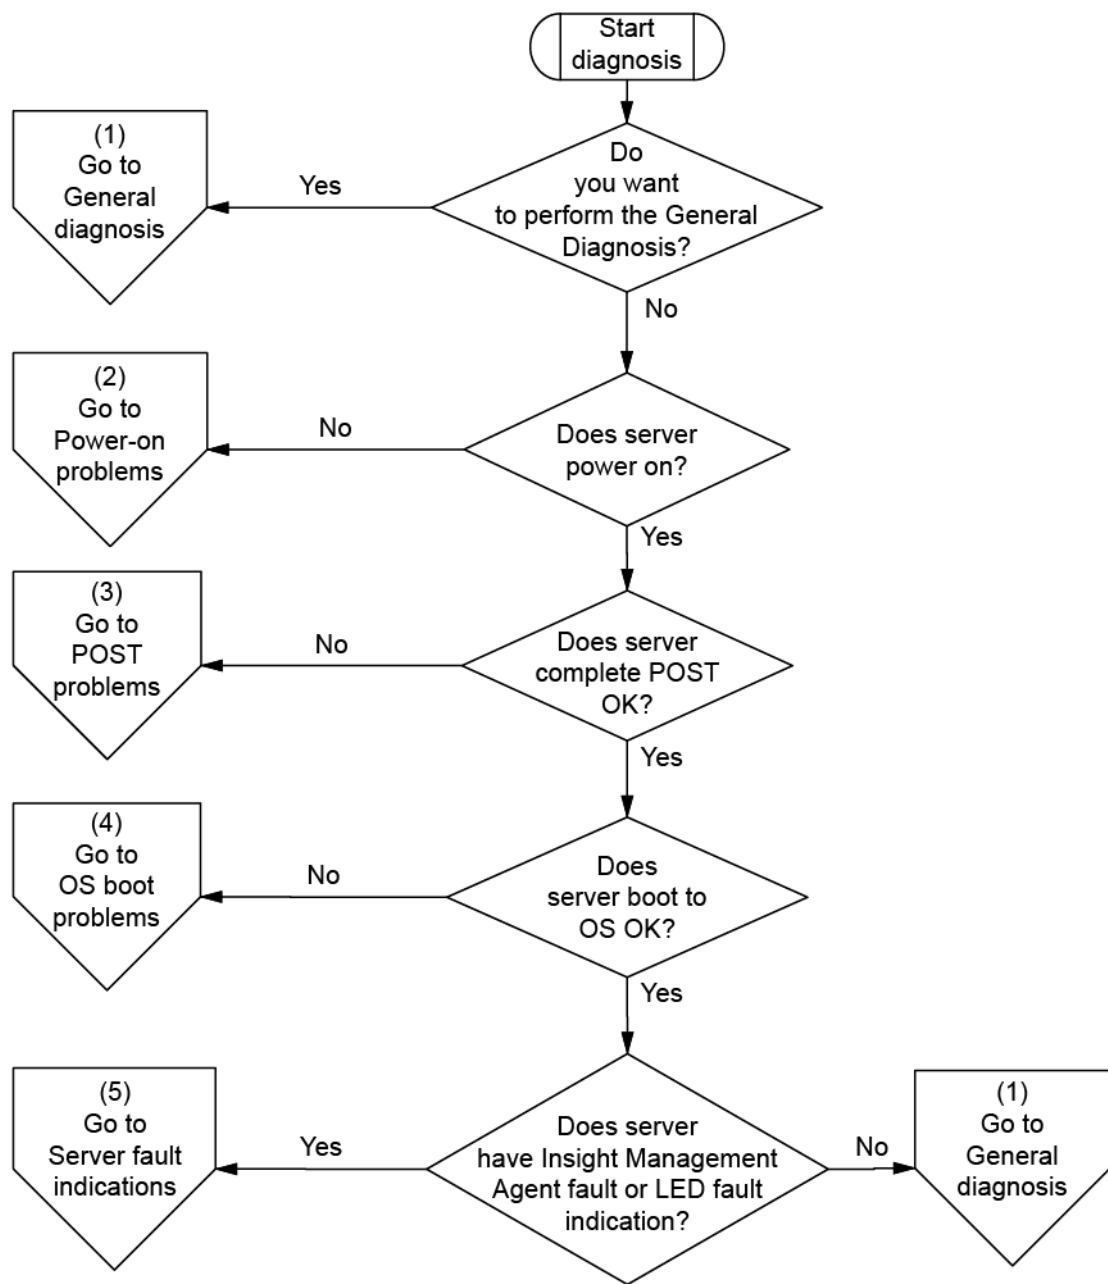 Start
diagnosis
Do
you want
to perform the General
Diagnosis?
Yes
(1)
Go to
General
diagnosis
No
Does server
power on?
No
(2)
Go to
Power-on
problems
Yes
Does server
complete POST
OK?
No
(3)
Go to
POST
problems
Yes
Does
server boot to
OS OK?
No
(4)
Go to
OS boot
problems
Yes
Does server
have Insight Management
Agent fault or LED fault
indication?
Yes
(5)
Go to
Server fault
indications
No
(1)
Go to
General
diagnosis